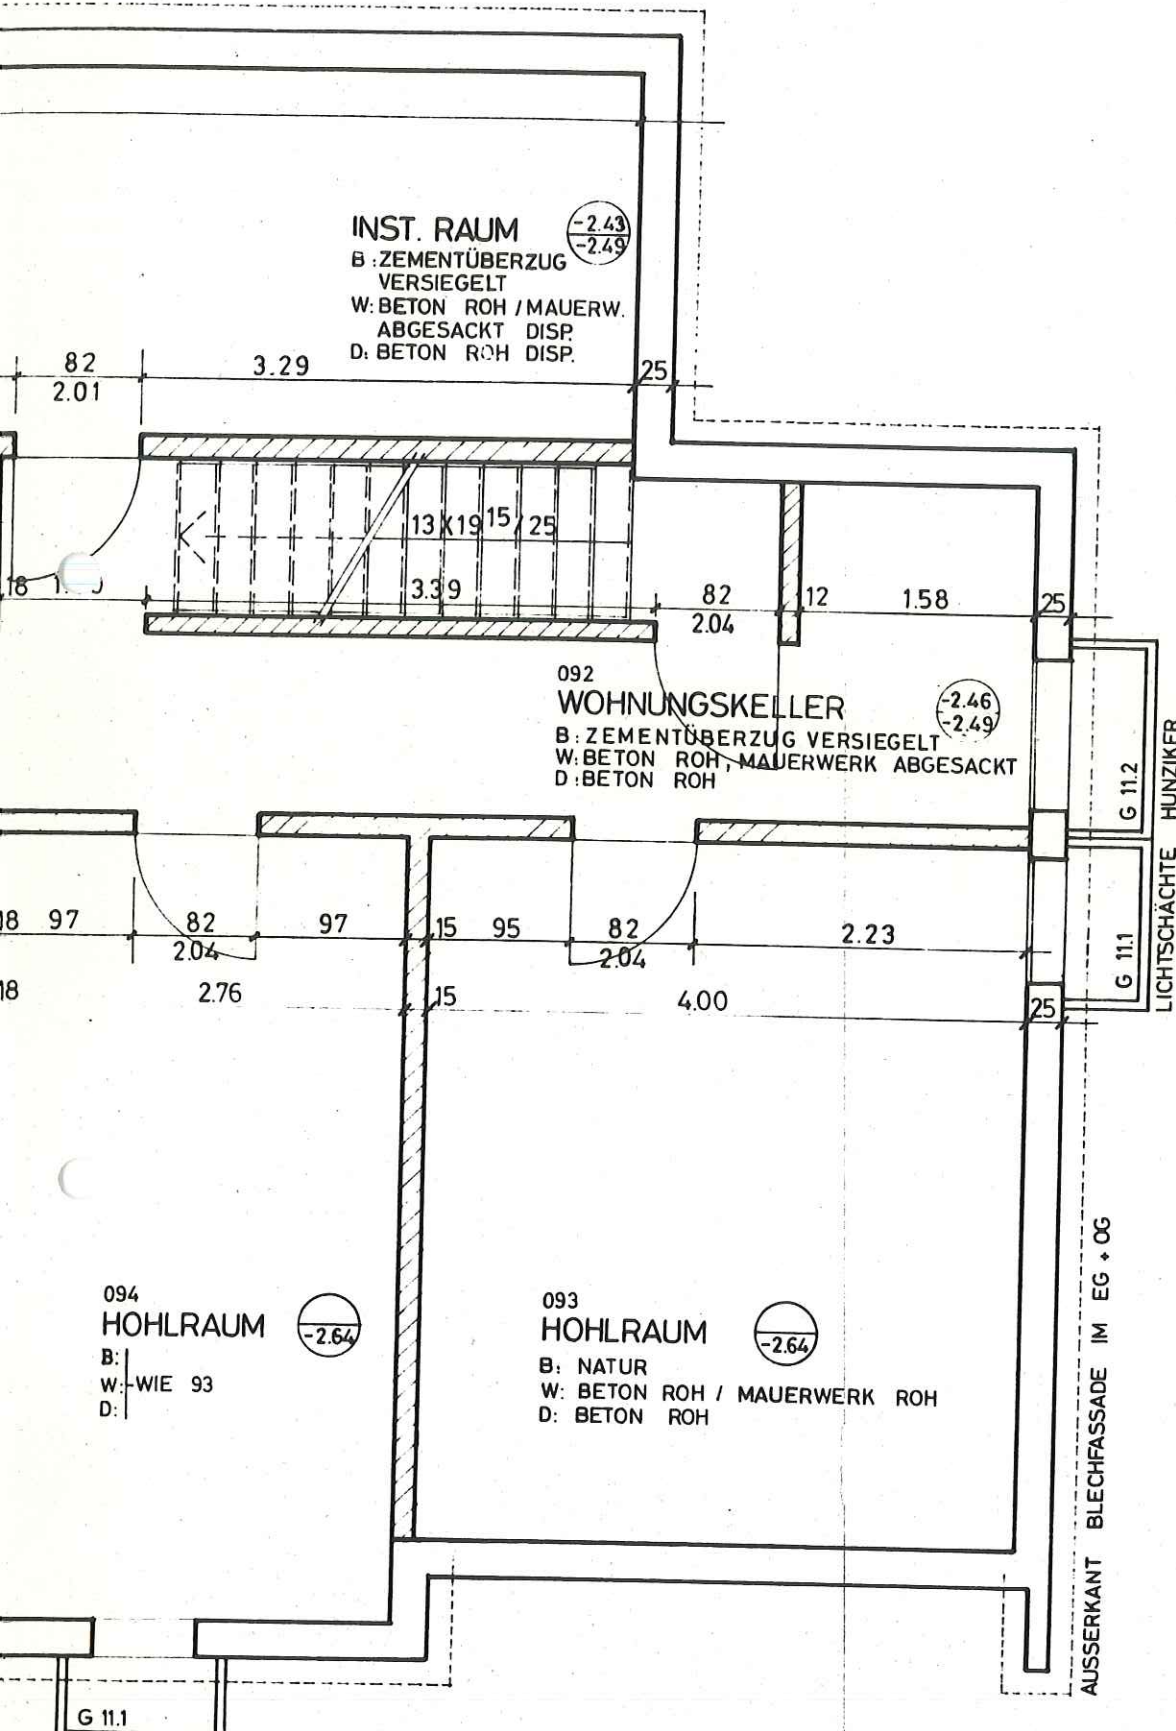 INST. RAUM
-2.43
-2.49
B: ZEMENTÜBERZUG
VERSIEGELT
W: BETON ROH / MAUERW.
ABGESACKT DISP.
D: BETON ROH DISP.
82
2.01
3.29
25
13 X 19 15 / 25
18
3.39
82
2.04
12
1.58
25
092
WOHNUNGSKELLER
-2.46
-2.49
B: ZEMENTÜBERZUG VERSIEGELT
W: BETON ROH, MAUERWERK ABGESACKT
D: BETON ROH
G 11.2
G 11.1
LICHTSCHÄCHTE HUNZIKER
18 97 82 97 15 95 82 2.23
2.04 2.04
18 2.76 15 4.00 25
094
HOHLRAUM
-2.64
B:
W: WIE 93
D:
093
HOHLRAUM
-2.64
B: NATUR
W: BETON ROH / MAUERWERK ROH
D: BETON ROH
AUSSERKANT BLECHFASSADE IM EG + OG
G 11.1